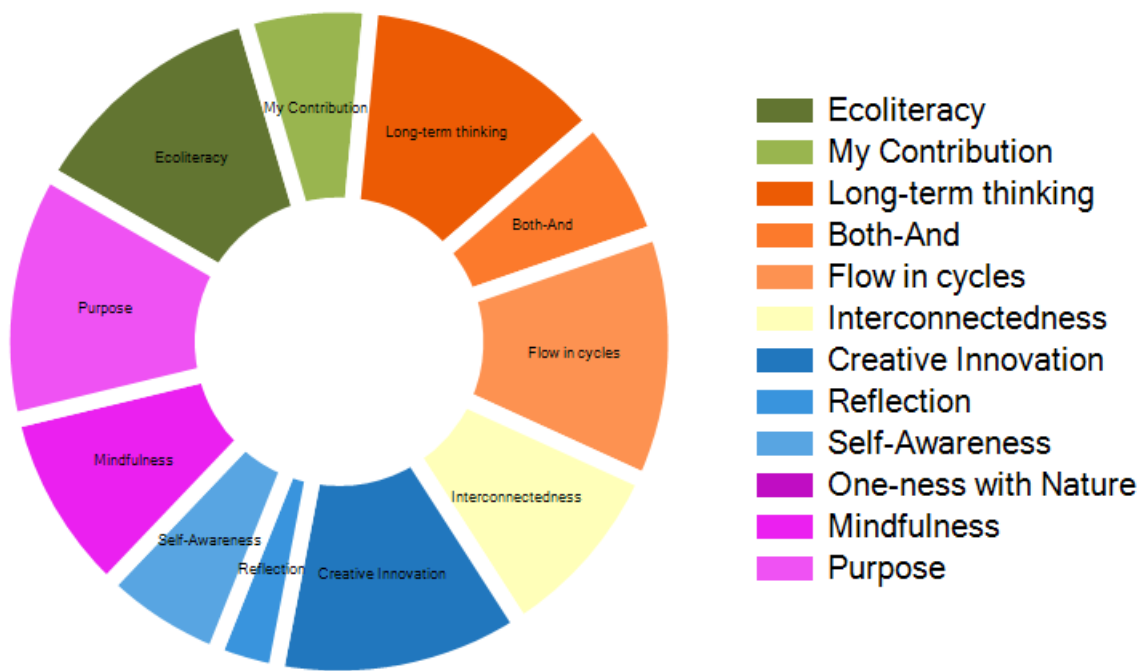 My Contribution
Long-term thinking
Ecoliteracy
Both-And
Purpose
Flow in cycles
Mindfulness
Interconnectedness
Self-Awareness
Reflection
Creative Innovation
Ecoliteracy
My Contribution
Long-term thinking
Both-And
Flow in cycles
Interconnectedness
Creative Innovation
Reflection
Self-Awareness
One-ness with Nature
Mindfulness
Purpose